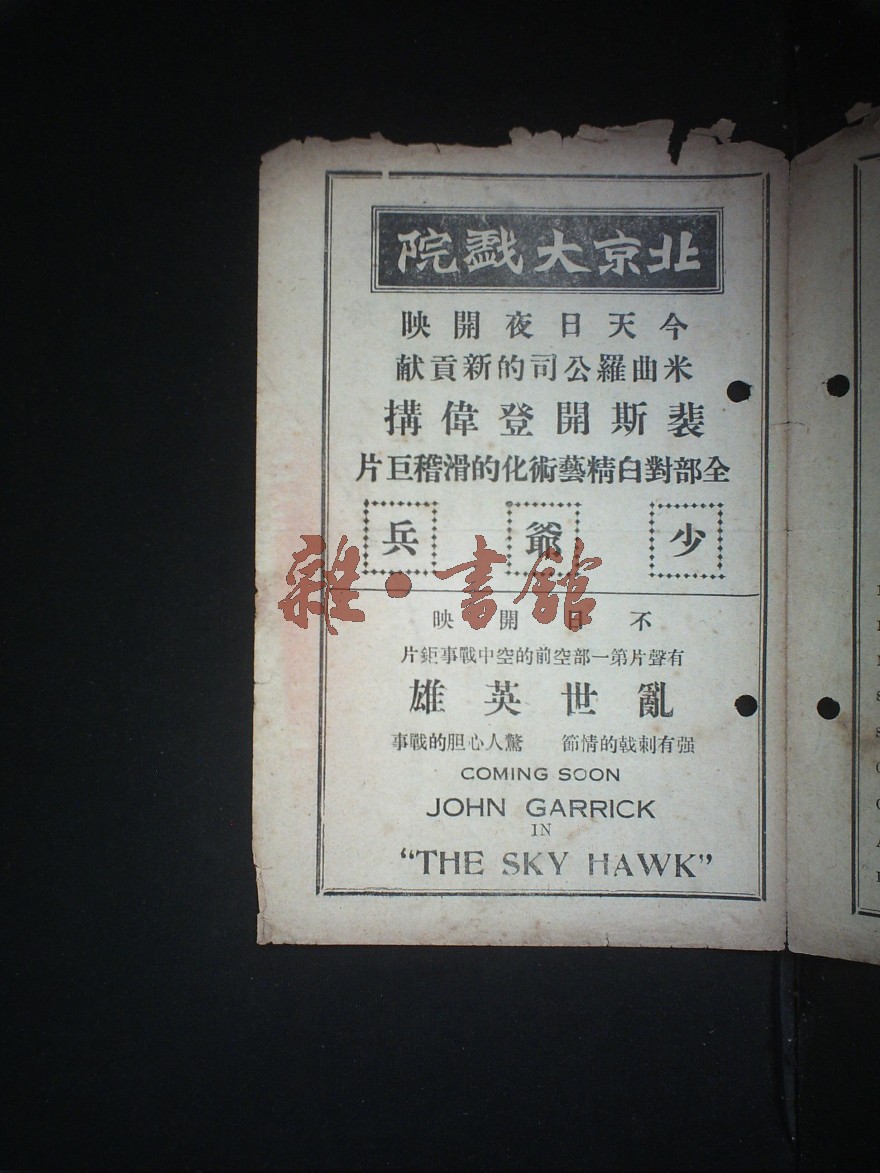 北京大戲院
今天日夜開映
米曲羅公司的新貢献
裴斯開登偉搆
全部對白精藝術化的滑稽巨片
少爺兵
雜·書館
不日開映
有聲片第一部空前的空中戰事鉅片
亂世英雄
强有刺戟的情節　驚人心胆的戰事
COMING SOON
JOHN GARRICK
IN
“THE SKY HAWK”